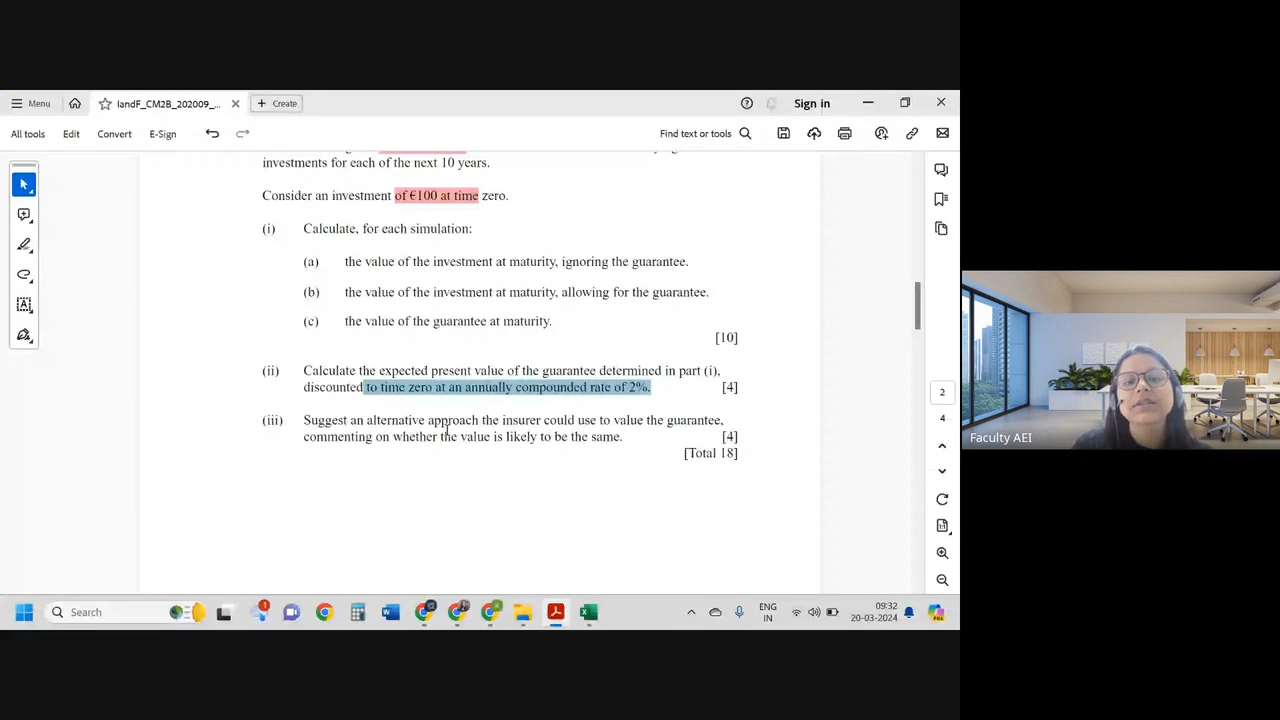 Menu
IandF_CM2B_202009_...
Create
Sign in
All tools
Edit
Convert
E-Sign
Find text or tools
investments for each of the next 10 years.
Consider an investment of €100 at time zero.
(i) Calculate, for each simulation:
(a) the value of the investment at maturity, ignoring the guarantee.
(b) the value of the investment at maturity, allowing for the guarantee.
(c) the value of the guarantee at maturity.
[10]
(ii) Calculate the expected present value of the guarantee determined in part (i),
discounted to time zero at an annually compounded rate of 2%. [4]
(iii) Suggest an alternative approach the insurer could use to value the guarantee,
commenting on whether the value is likely to be the same. [4]
[Total 18]
2
4
Faculty AEI
Search
1
ENG
IN
09:32
20-03-2024